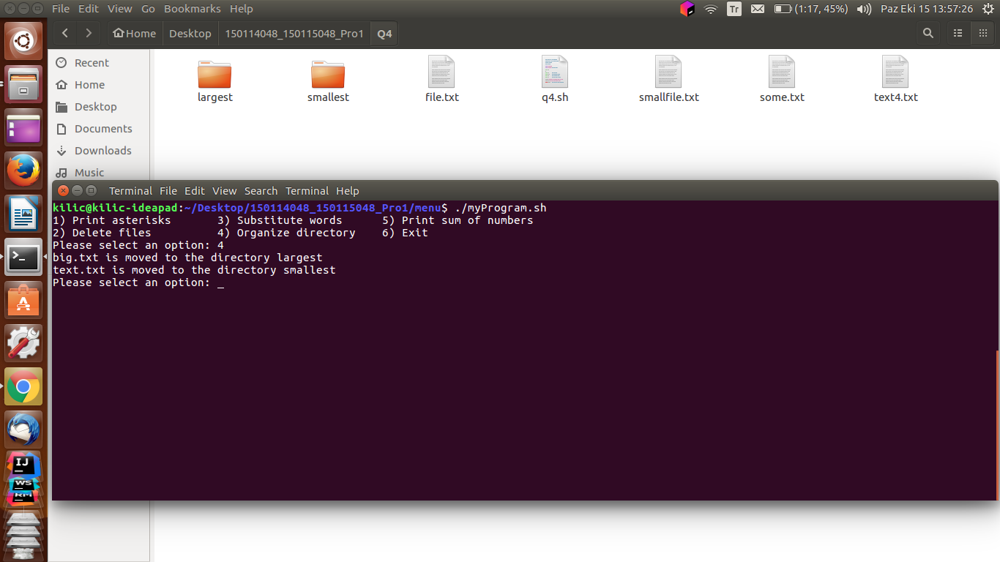 File Edit View Go Bookmarks Help Tr (1:17, 45%) Paz Eki 15 13:57:26
Home Desktop 150114048_150115048_Pro1 Q4
Recent
Home
Desktop
Documents
Downloads
Music
largest smallest file.txt q4.sh smallfile.txt some.txt text4.txt
Terminal File Edit View Search Terminal Help
kilic@kilic-ideapad:~/Desktop/150114048_150115048_Pro1/menu$ ./myProgram.sh
1) Print asterisks 3) Substitute words 5) Print sum of numbers
2) Delete files 4) Organize directory 6) Exit
Please select an option: 4
big.txt is moved to the directory largest
text.txt is moved to the directory smallest
Please select an option: _
IJ
WS
RM